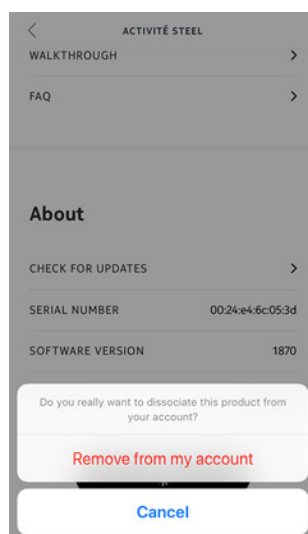 ACTIVITÉ STEEL
WALKTHROUGH
FAQ
About
CHECK FOR UPDATES
SERIAL NUMBER 00:24:e4:6c:05:3d
SOFTWARE VERSION 1870
Do you really want to dissociate this product from
your account?
Remove from my account
Cancel